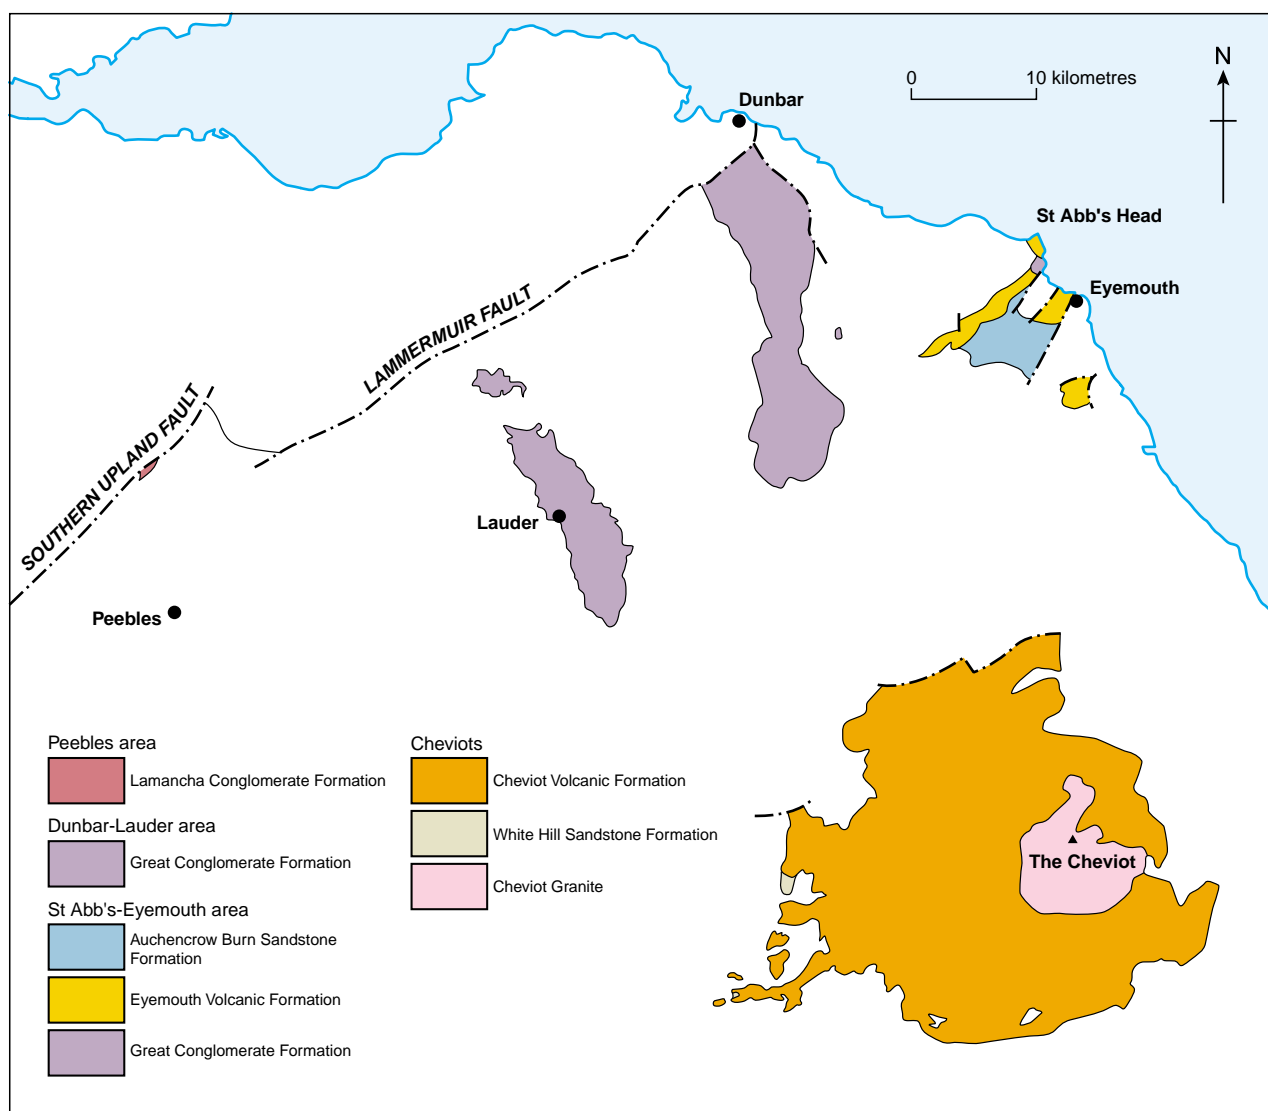 N
0
10 kilometres
Dunbar
St Abb's Head
Eyemouth
LAMMERMUIR FAULT
SOUTHERN UPLAND FAULT
Lauder
Peebles
The Cheviot
Peebles area
Lamancha Conglomerate Formation
Dunbar-Lauder area
Great Conglomerate Formation
St Abb's-Eyemouth area
Auchencrow Burn Sandstone
Formation
Eyemouth Volcanic Formation
Great Conglomerate Formation
Cheviots
Cheviot Volcanic Formation
White Hill Sandstone Formation
Cheviot Granite